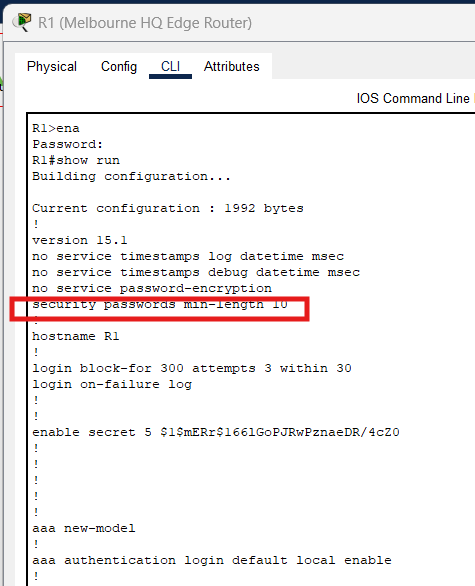 R1 (Melbourne HQ Edge Router)
Physical Config CLI Attributes
IOS Command Line
R1>ena
Password:
R1#show run
Building configuration...
Current configuration : 1992 bytes
!
version 15.1
no service timestamps log datetime msec
no service timestamps debug datetime msec
no service password-encryption
security passwords min-length 10
!
hostname R1
!
login block-for 300 attempts 3 within 30
login on-failure log
!
!
enable secret 5 $1$mERr$166lGoPJRwPznaeDR/4cZ0
!
!
!
!
!
aaa new-model
!
aaa authentication login default local enable
!